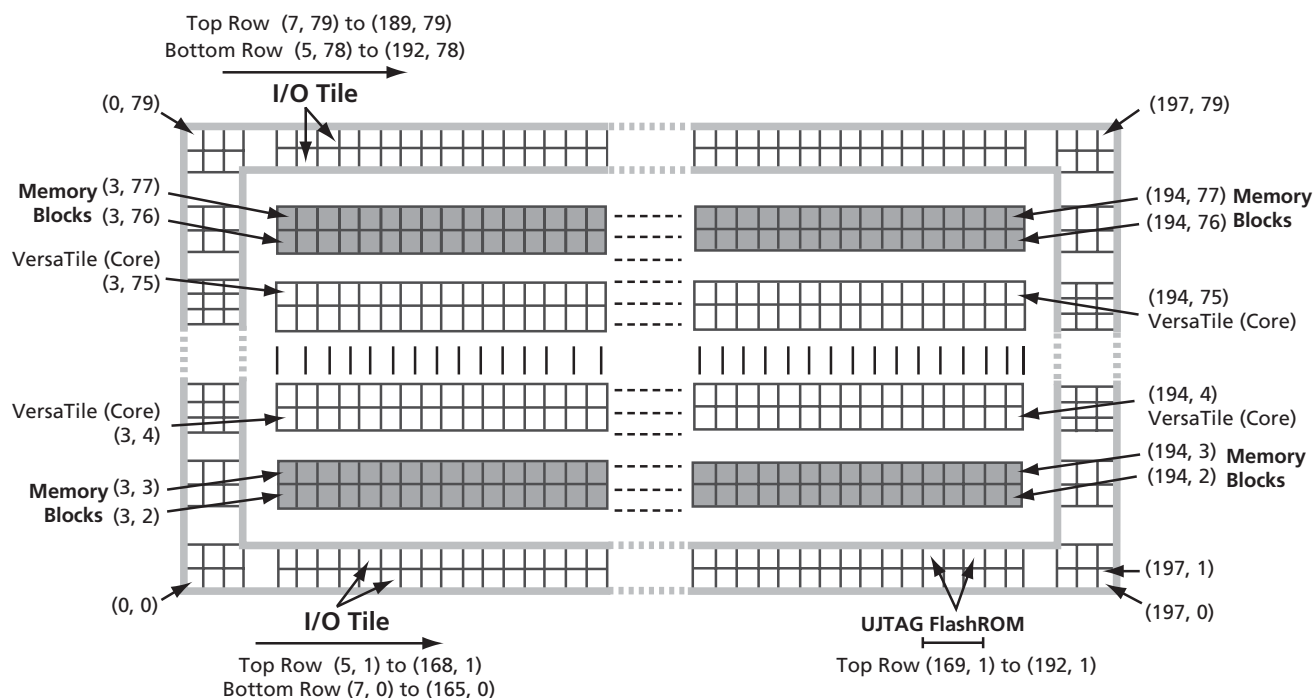 Top Row (7, 79) to (189, 79)
Bottom Row (5, 78) to (192, 78)
I/O Tile
(0, 79)
(197, 79)
Memory
Blocks
(3, 77)
(3, 76)
(194, 77)
(194, 76)
Memory
Blocks
VersaTile (Core)
(3, 75)
(194, 75)
VersaTile (Core)
VersaTile (Core)
(3, 4)
(194, 4)
VersaTile (Core)
Memory
Blocks
(3, 3)
(3, 2)
(194, 3)
(194, 2)
Memory
Blocks
(0, 0)
(197, 1)
(197, 0)
I/O Tile
Top Row (5, 1) to (168, 1)
Bottom Row (7, 0) to (165, 0)
UJTAG FlashROM
Top Row (169, 1) to (192, 1)